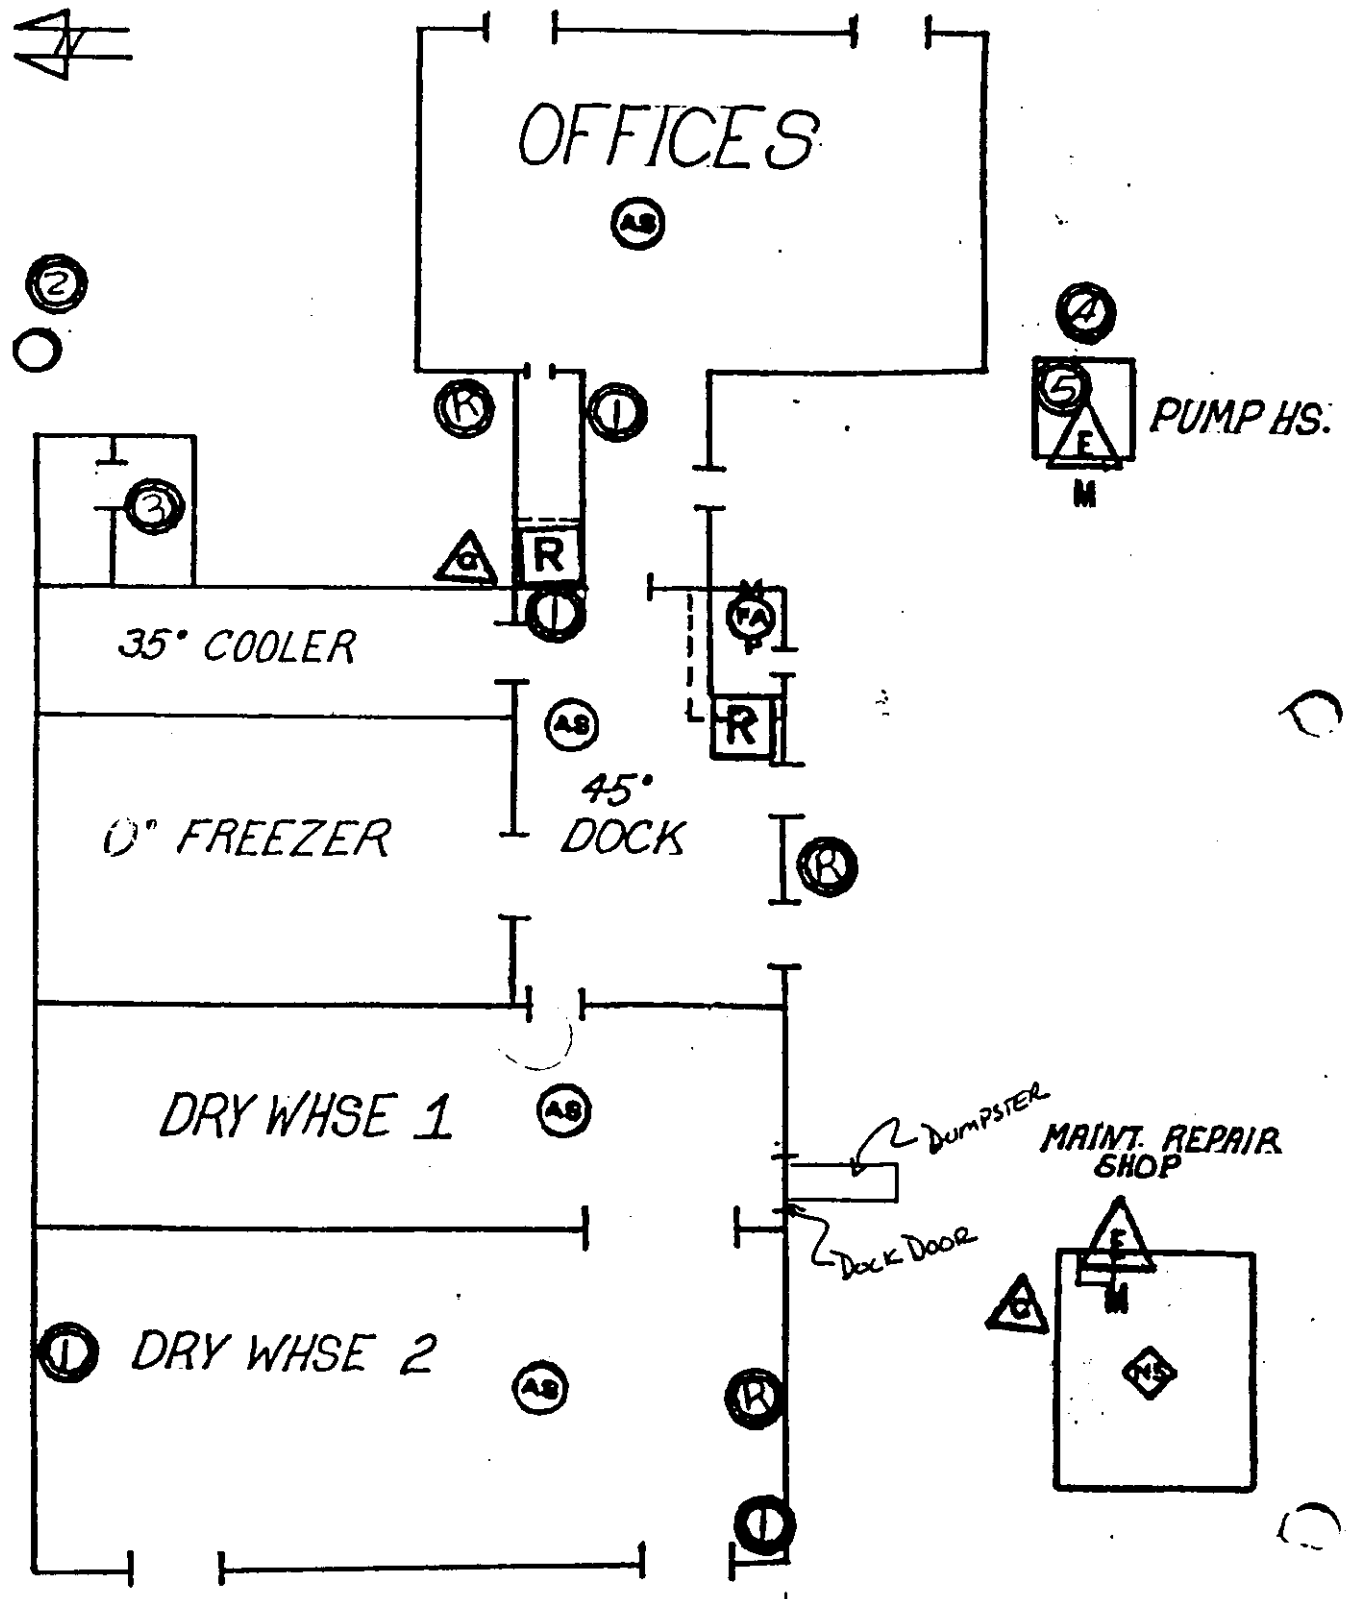 N
OFFICES
AS
2
4
5
PUMP HS.
E
M
R
1
3
G
R
1
M
FA
P
35° COOLER
AS
R
45°
DOCK
0° FREEZER
R
DRY WHSE 1
AS
DUMPSTER
MAINT. REPAIR
SHOP
DOCK DOOR
E
M
G
NS
1
DRY WHSE 2
AS
R
1